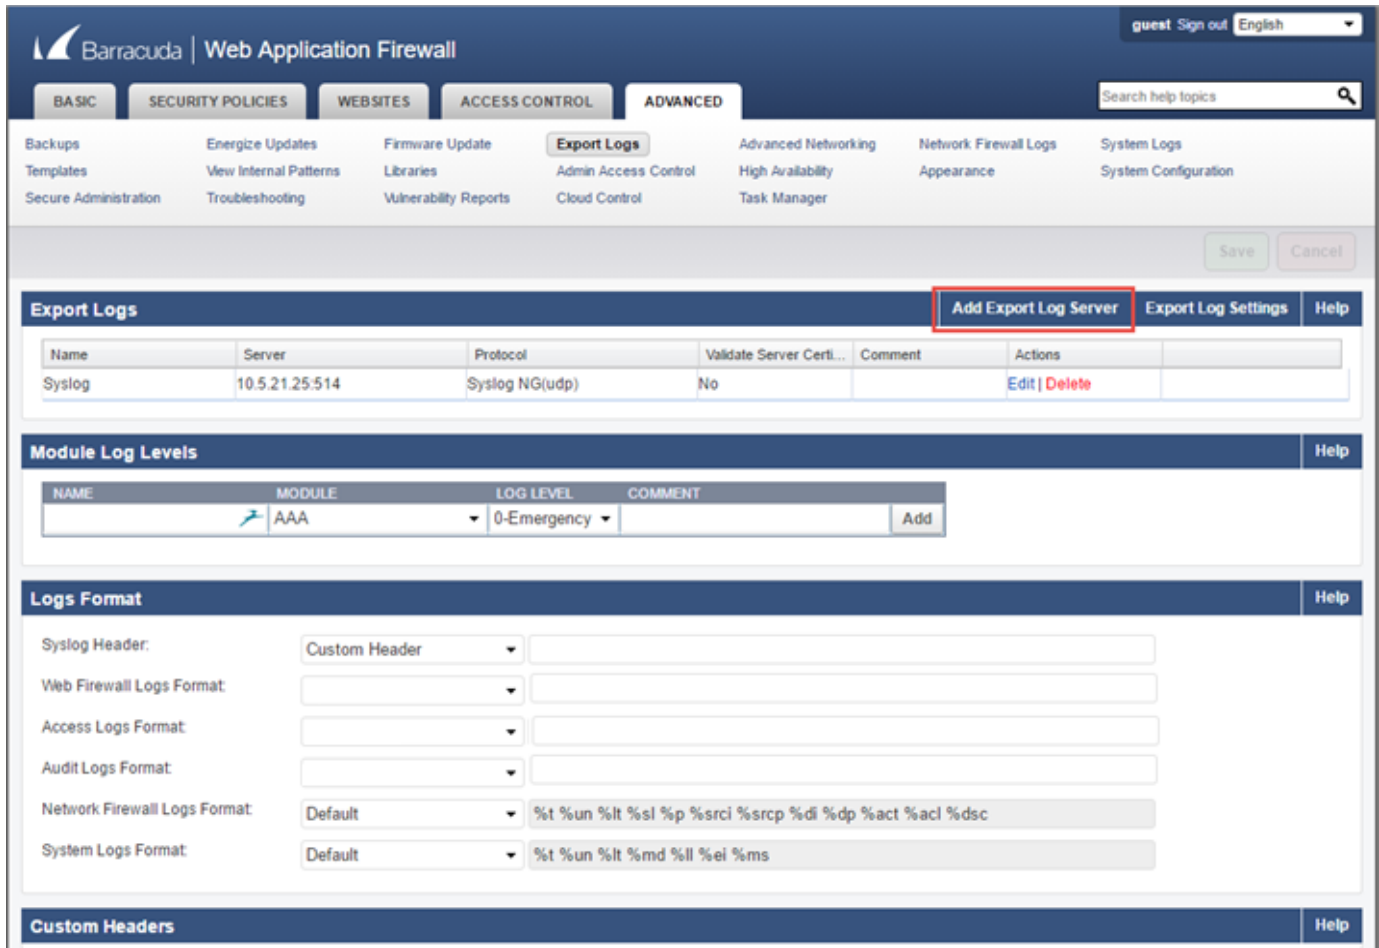 guest Sign out English
Barracuda | Web Application Firewall
BASIC SECURITY POLICIES WEBSITES ACCESS CONTROL ADVANCED Search help topics
Backups Energize Updates Firmware Update Export Logs Advanced Networking Network Firewall Logs System Logs
Templates View Internal Patterns Libraries Admin Access Control High Availability Appearance System Configuration
Secure Administration Troubleshooting Vulnerability Reports Cloud Control Task Manager
Save Cancel
Export Logs Add Export Log Server Export Log Settings Help
Name Server Protocol Validate Server Certi... Comment Actions
Syslog 10.5.21.25:514 Syslog NG(udp) No Edit | Delete
Module Log Levels Help
NAME MODULE LOG LEVEL COMMENT
AAA 0-Emergency Add
Logs Format Help
Syslog Header: Custom Header
Web Firewall Logs Format:
Access Logs Format:
Audit Logs Format:
Network Firewall Logs Format: Default %t %un %lt %sl %p %srci %srcp %di %dp %act %acl %dsc
System Logs Format: Default %t %un %lt %md %ll %ei %ms
Custom Headers Help